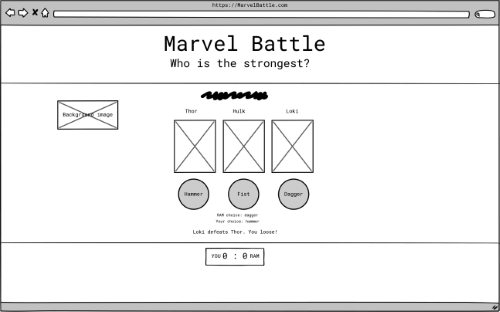 https://MarvelBattle.com
Marvel Battle
Who is the strongest?
Thor Hulk Loki
Background image
Hammer Fist Dagger
RAM choice: dagger
Your choice: hammer
Loki defeats Thor. You loose!
YOU 0 : 0 RAM